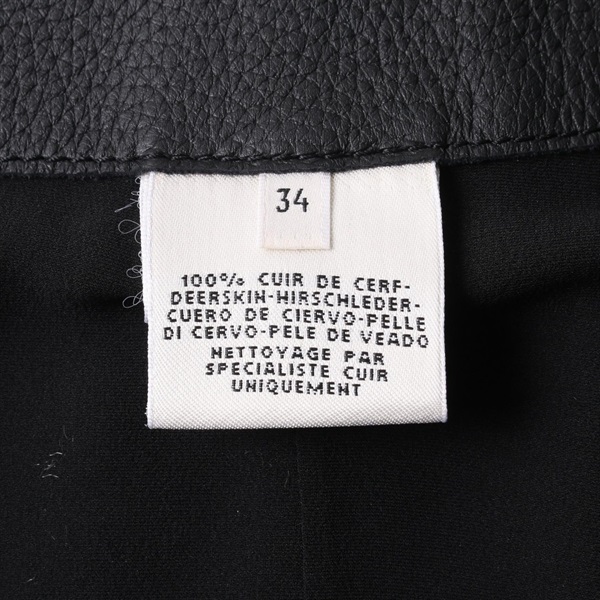 34
100% CUIR DE CERF-
DEERSKIN-HIRSCHLEDER-
CUERO DE CIERVO-PELLE
DI CERVO-PELE DE VEADO
NETTOYAGE PAR
SPECIALISTE CUIR
UNIQUEMENT